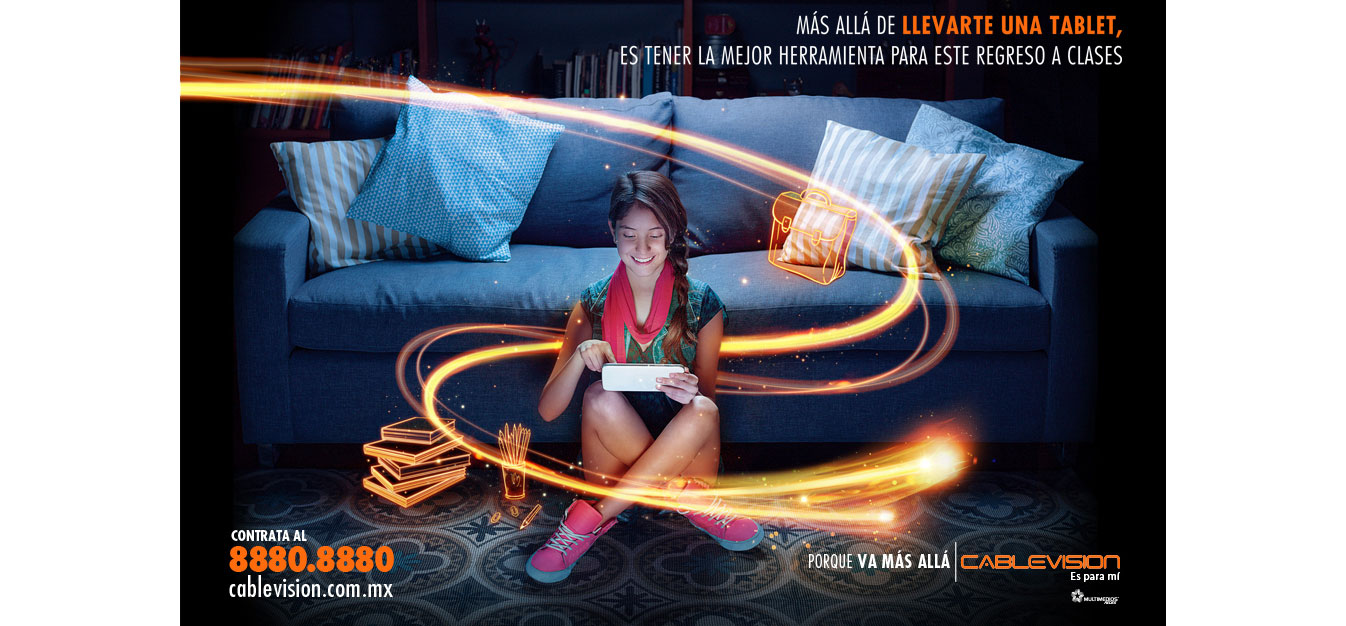 MÁS ALLÁ DE LLEVARTE UNA TABLET,
ES TENER LA MEJOR HERRAMIENTA PARA ESTE REGRESO A CLASES
CONTRATA AL
8880.8880
cablevision.com.mx
PORQUE VA MÁS ALLÁ
CABLEVISION
Es para mí
MULTIMEDIOS